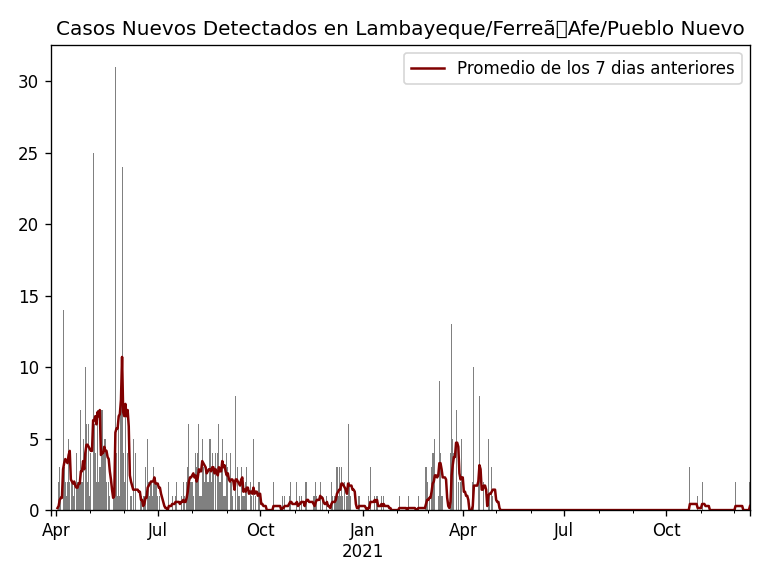 Casos Nuevos Detectados en Lambayeque/Ferreã▯Afe/Pueblo Nuevo
Promedio de los 7 dias anteriores
30
25
20
15
10
5
0
Apr Jul Oct Jan Apr Jul Oct
2021